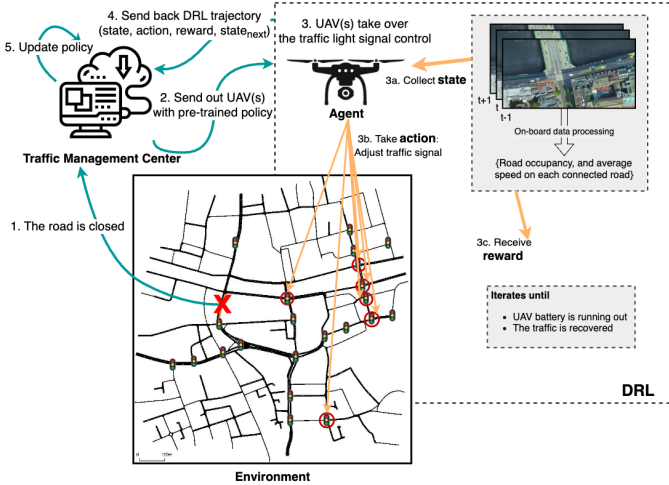 4. Send back DRL trajectory
(state, action, reward, state_next)
5. Update policy
2. Send out UAV(s)
with pre-trained policy
Traffic Management Center
1. The road is closed
3. UAV(s) take over
the traffic light signal control
3a. Collect state
Agent
3b. Take action:
Adjust traffic signal
t+1
t
t-1
On-board data processing
{Road occupancy, and average
speed on each connected road}
3c. Receive
reward
Iterates until
• UAV battery is running out
• The traffic is recovered
DRL
X
0
100m
Environment